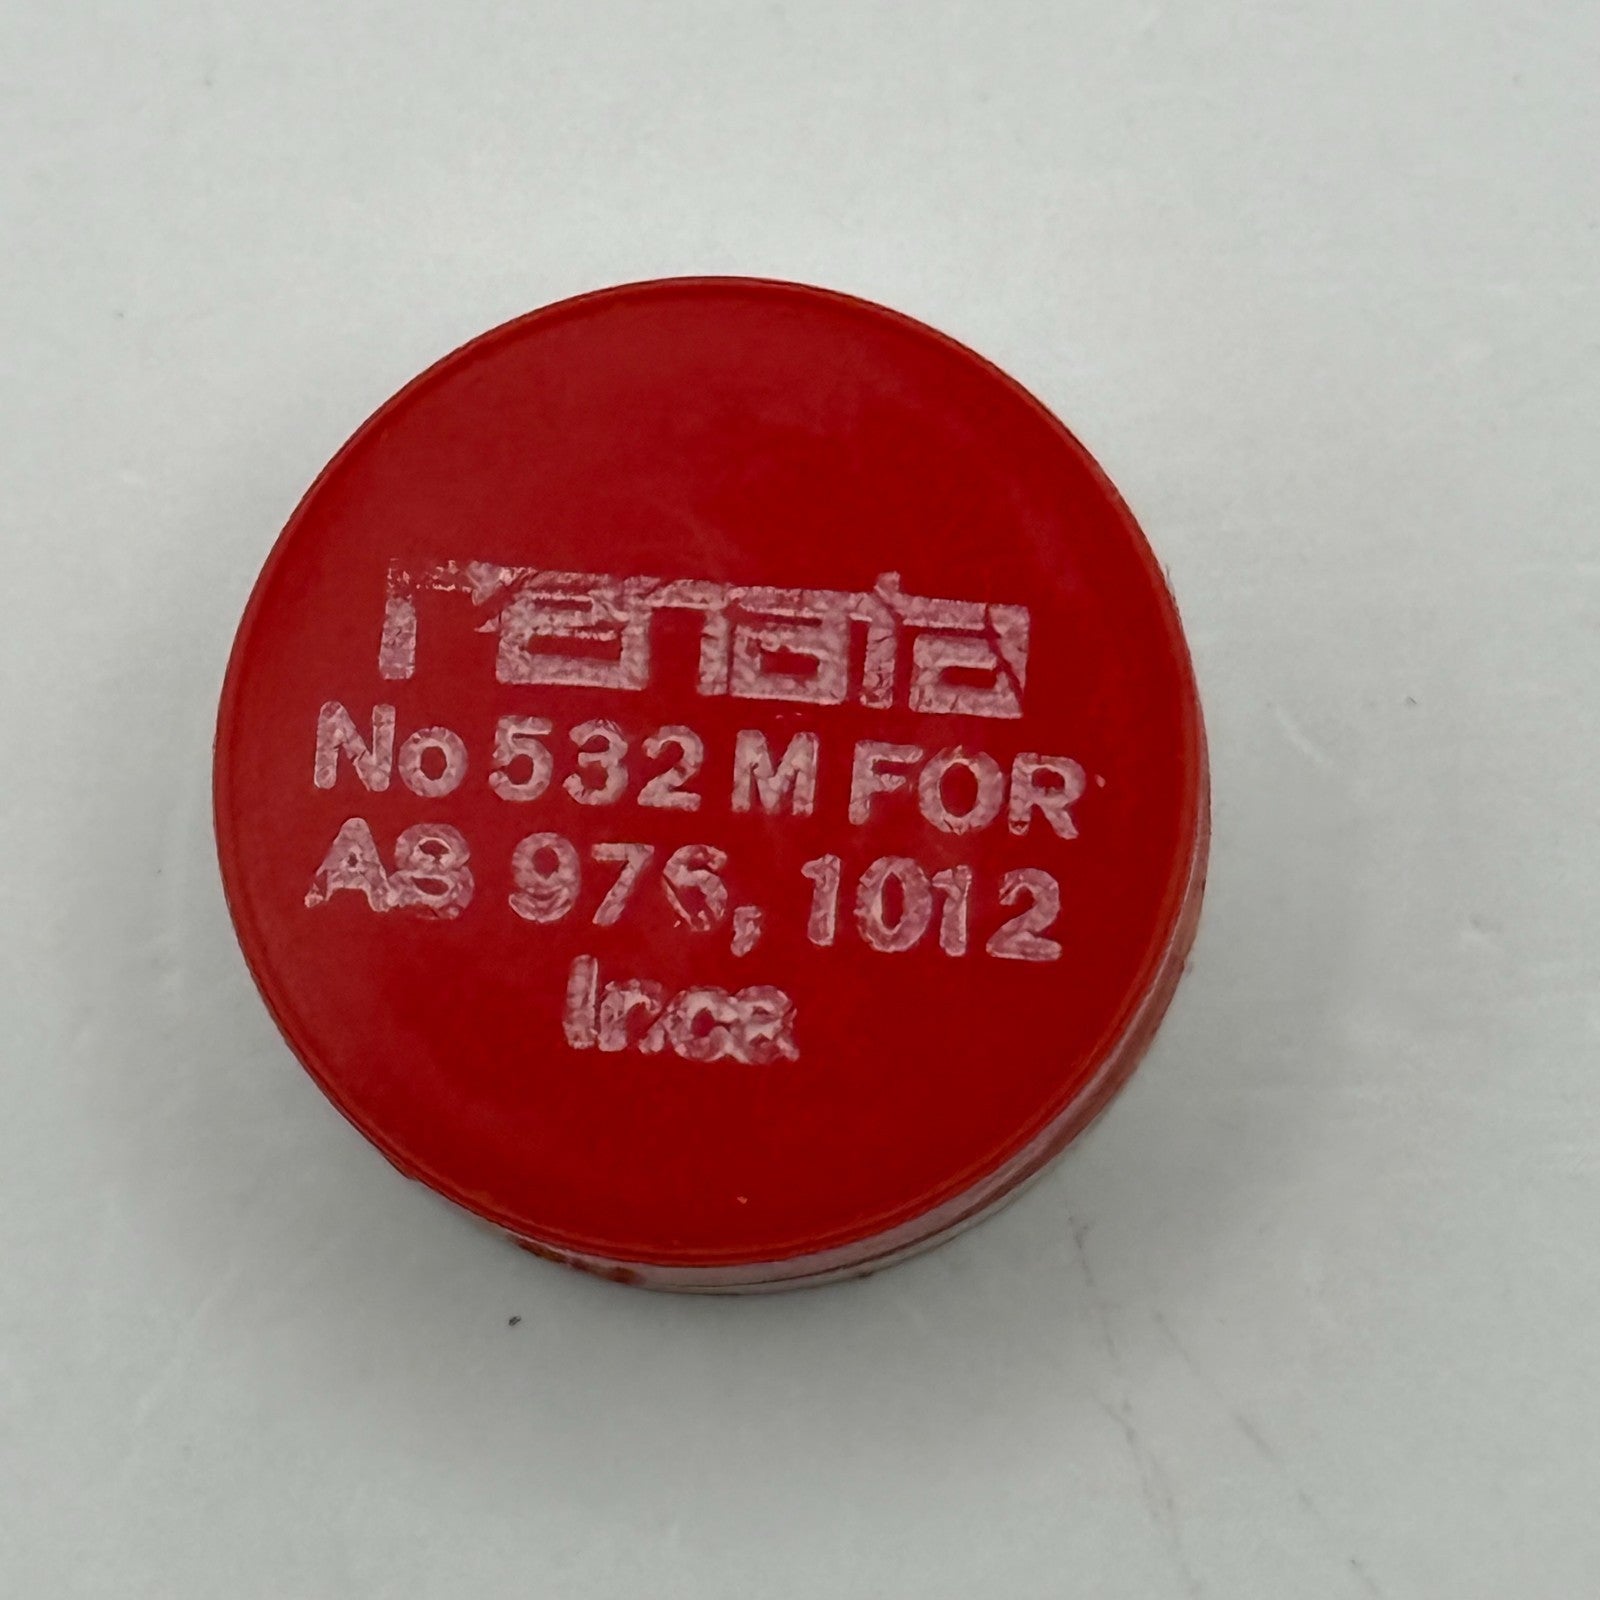 renata
No 532 M FOR
AS 976, 1012
Inca